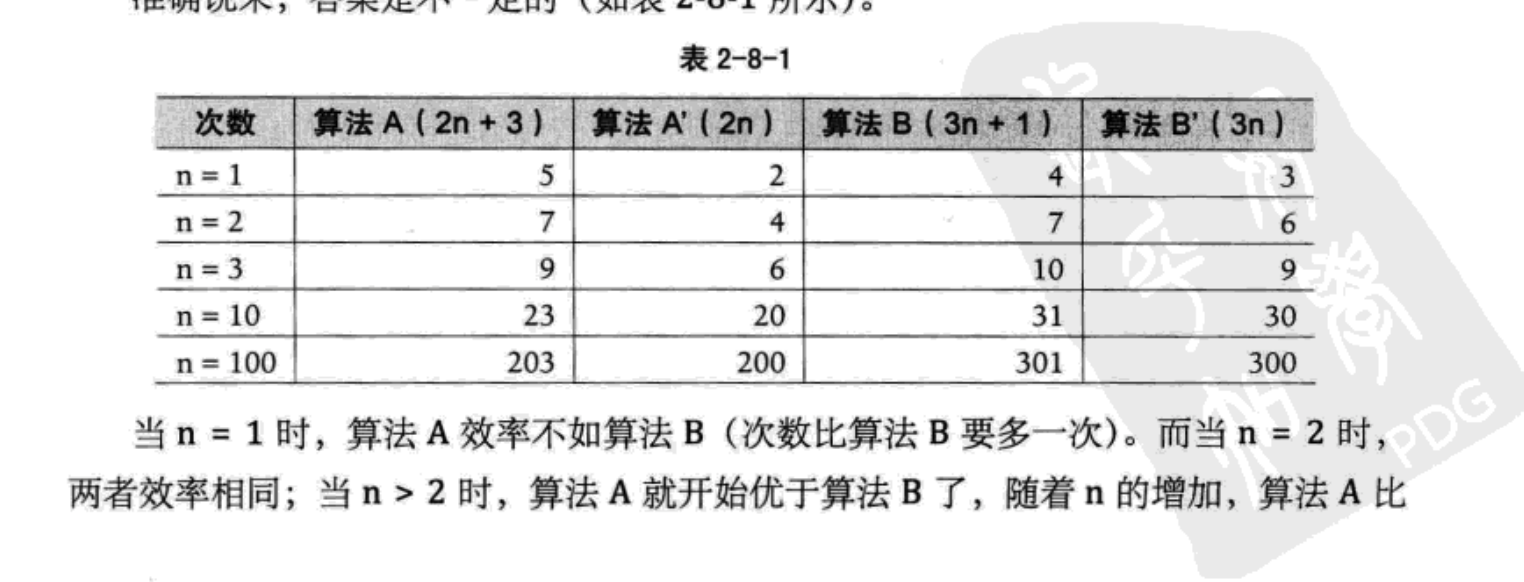 准确说来，答案是不一定的（如表 2-8-1 所示）。
表 2-8-1
次数 算法 A（2n + 3） 算法 A'（2n） 算法 B（3n + 1） 算法 B'（3n）
n = 1 5 2 4 3
n = 2 7 4 7 6
n = 3 9 6 10 9
n = 10 23 20 31 30
n = 100 203 200 301 300
当 n = 1 时，算法 A 效率不如算法 B（次数比算法 B 要多一次）。而当 n = 2 时，
两者效率相同；当 n > 2 时，算法 A 就开始优于算法 B 了，随着 n 的增加，算法 A 比
PDG